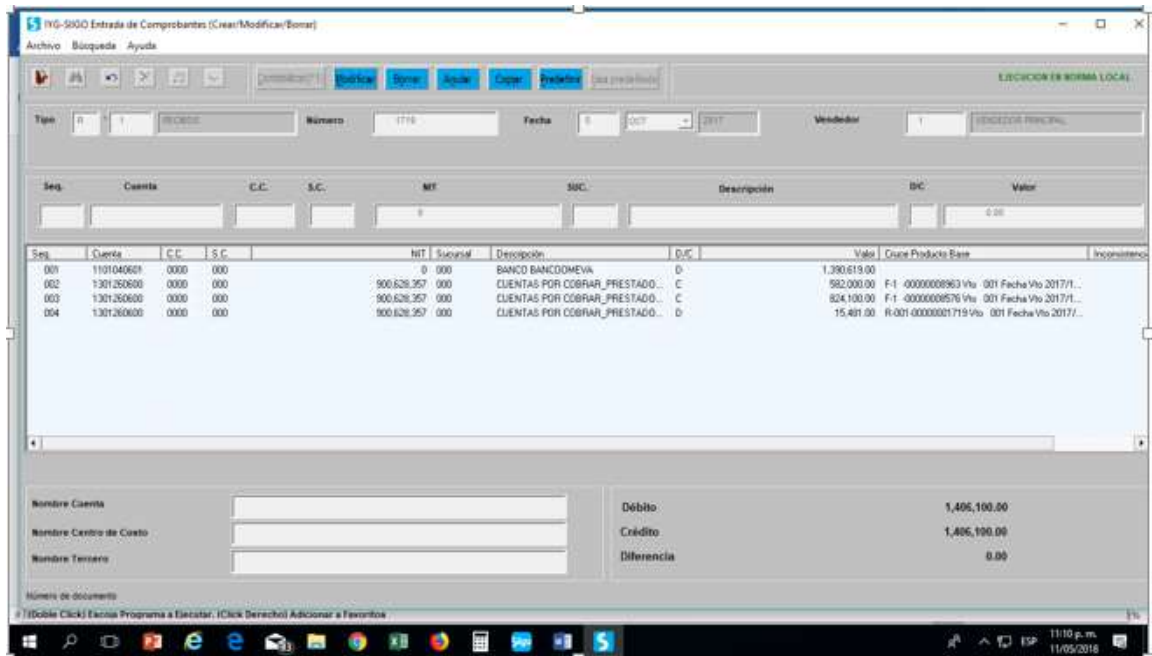 IYG-SIIGO Entrada de Comprobantes (Crear/Modificar/Borrar)
Archivo Búsqueda Ayuda
Modificar Borrar Ayudar Copiar Predefinir EJECUCION EN NORMA LOCAL
Tipo R 1 RECIBOS Número 1719 Fecha OCT 2017 Vendedor 1 VENDEDOR PRINCIPAL
Seq. Cuenta C.C. S.C. NIT SUC. Descripción D/C Valor
0 0.00
Seq. Cuenta C.C. S.C. NIT Sucursal Descripción D/C Valor Cruce Producto Base Inconsistenci
001 1101040601 0000 000 0 000 BANCO BANCOOMEVA D 1,390,619.00
002 1301260600 0000 000 900,628,357 000 CUENTAS POR COBRAR_PRESTADO... C 582,000.00 F-1 -00000008963 Vto 001 Fecha Vto 2017/1...
003 1301260600 0000 000 900,628,357 000 CUENTAS POR COBRAR_PRESTADO... C 824,100.00 F-1 -00000008576 Vto 001 Fecha Vto 2017/1...
004 1301260600 0000 000 900,628,357 000 CUENTAS POR COBRAR_PRESTADO... D 15,481.00 R-001-00000001719 Vto 001 Fecha Vto 2017/...
Nombre Cuenta
Nombre Centro de Costo
Nombre Tercero
Débito 1,406,100.00
Crédito 1,406,100.00
Diferencia 0.00
Número de documento
(Doble Click) Escoja Programa a Ejecutar. (Click Derecho) Adicionar a Favoritos
ESP 11:10 p. m.
11/05/2018